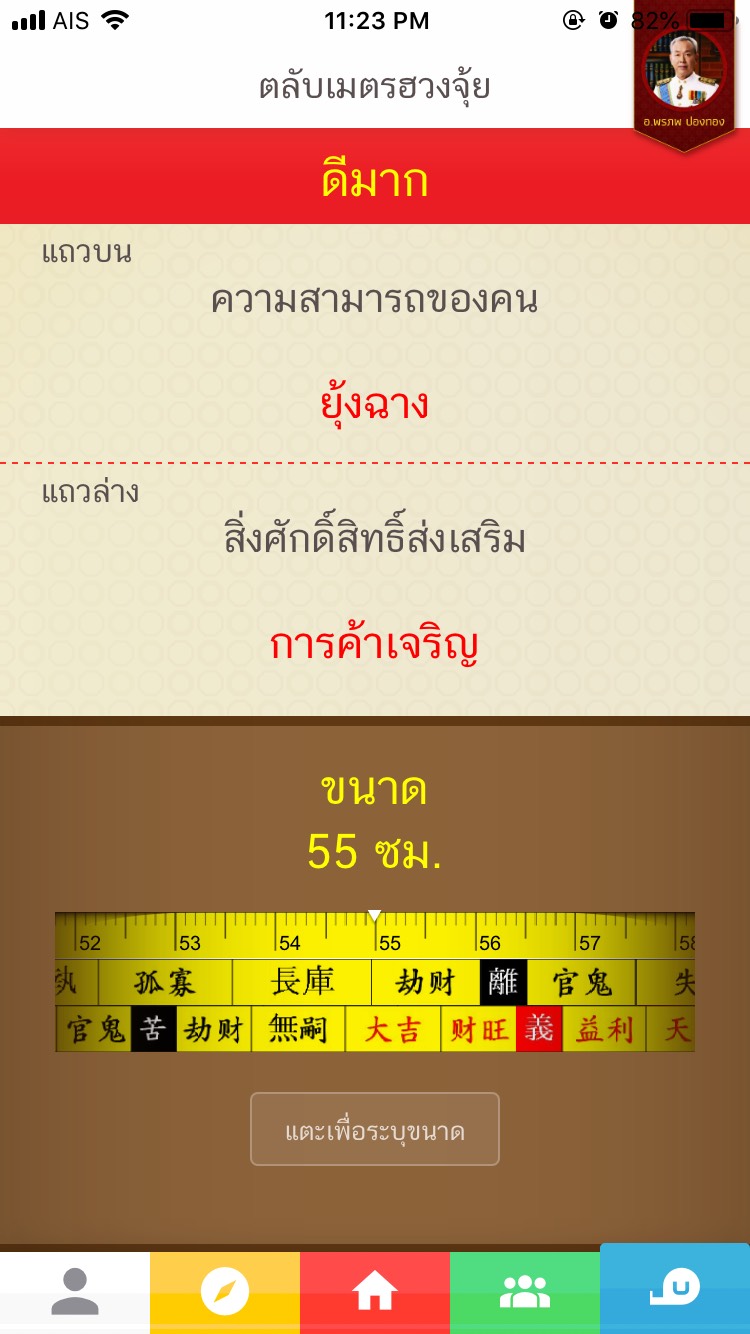 AIS
11:23 PM
82%
ตลับเมตรฮวงจุ้ย
อ.พรภพ ปองทอง
ดีมาก
แถวบน
ความสามารถของคน
ยุ้งฉาง
แถวล่าง
สิ่งศักดิ์สิทธิ์ส่งเสริม
การค้าเจริญ
ขนาด
55 ซม.
52 53 54 55 56 57 58
孤寡 長庫 劫财 離 官鬼 失
官鬼 苦 劫财 無嗣 大吉 财旺 義 益利 天
แตะเพื่อระบุขนาด